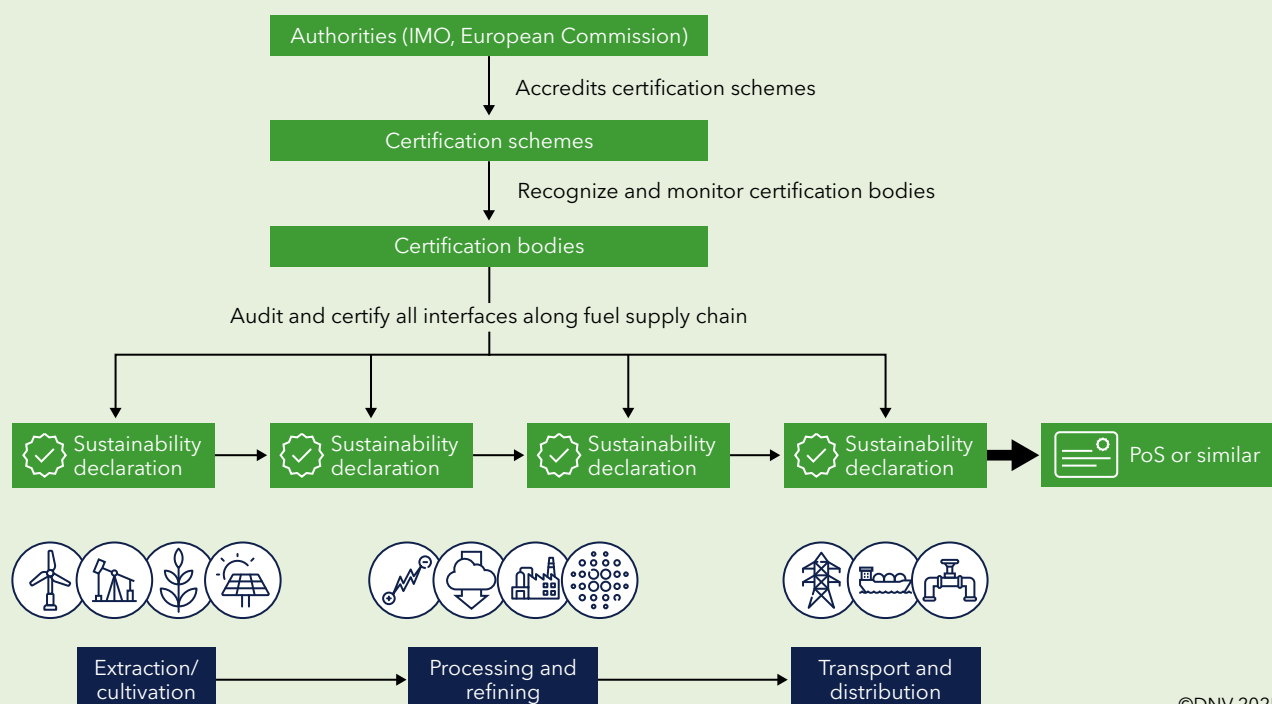 Authorities (IMO, European Commission)
Accredits certification schemes
Certification schemes
Recognize and monitor certification bodies
Certification bodies
Audit and certify all interfaces along fuel supply chain
Sustainability
declaration
Sustainability
declaration
Sustainability
declaration
Sustainability
declaration
PoS or similar
Extraction/
cultivation
Processing and
refining
Transport and
distribution
©DNV